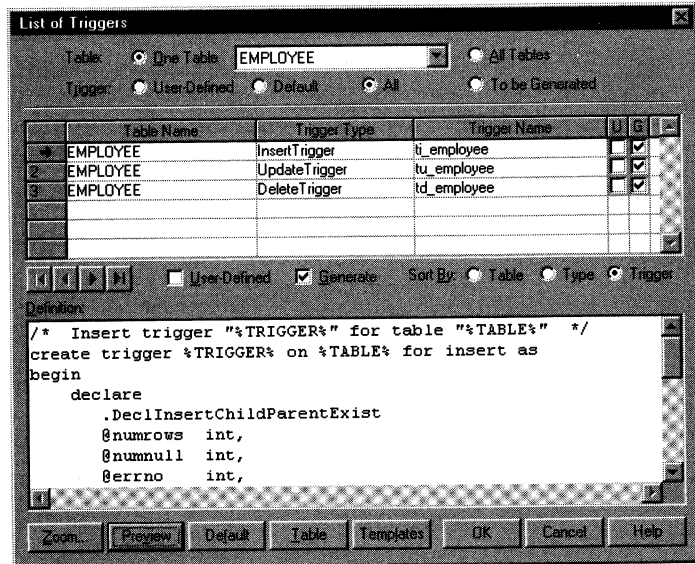 List of Triggers
Table: One Table EMPLOYEE All Tables
Trigger: User-Defined Default All To be Generated
Table Name Trigger Type Trigger Name U G
EMPLOYEE InsertTrigger ti_employee
2 EMPLOYEE UpdateTrigger tu_employee
3 EMPLOYEE DeleteTrigger td_employee
User-Defined Generate Sort By: Table Type Trigger
Definition:
/* Insert trigger "%TRIGGER%" for table "%TABLE%" */
create trigger %TRIGGER% on %TABLE% for insert as
begin
declare
.DeclInsertChildParentExist
@numrows int,
@numnull int,
@errno int,
Zoom... Preview Default Table Templates OK Cancel Help